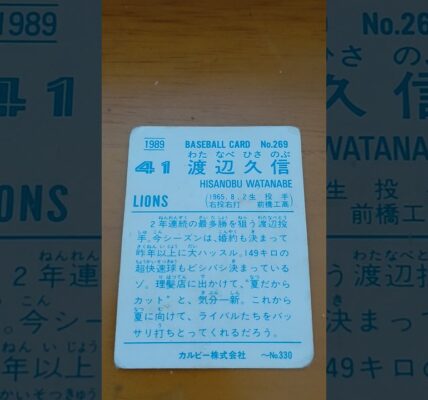 1989 BASEBALL CARD No.269
わた なべ ひさ のぶ
41 渡辺久信
HISANOBU WATANABE
LIONS (1965.8.2生 投手
右投右打 前橋工高)
2年連続の最多勝を狙う渡辺投
手。今シーズンは、婚約も決まって
昨年以上に大ハッスル。149キロの
超快速球もビシバシ決まっている
ゾ。理髪店に出かけて、"夏だから
カット"と、気分一新。これから
夏に向けて、ライバルたちをバッ
サリ打ちとってくれるだろう。
カルビー株式会社 〜No.330